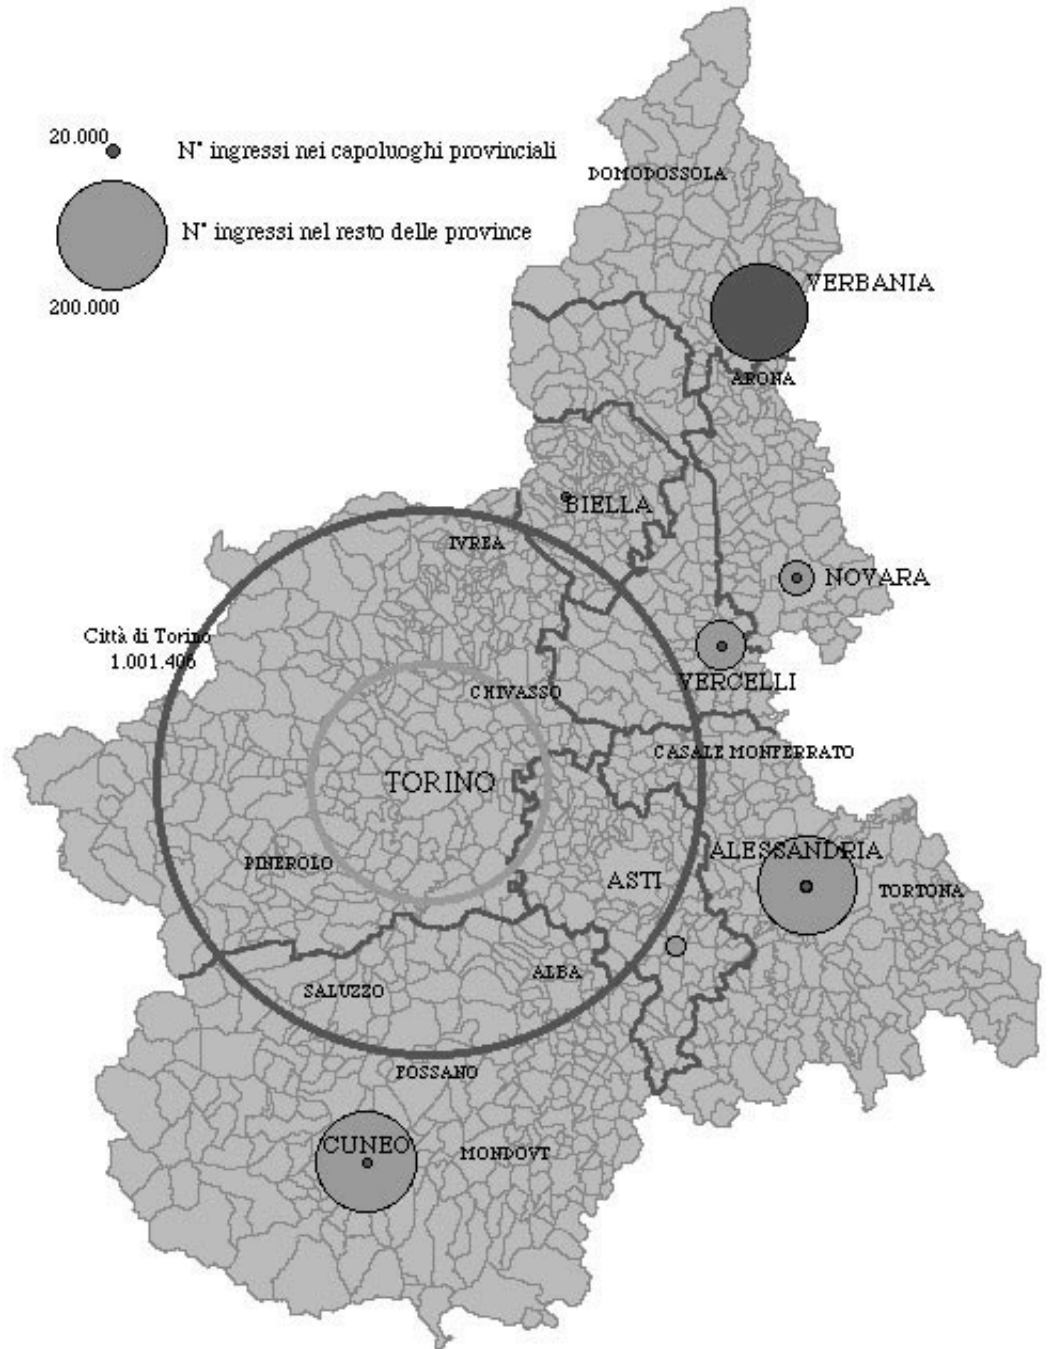 20.000
N° ingressi nei capoluoghi provinciali
N° ingressi nel resto delle province
200.000
DOMODOSSOLA
VERBANIA
ARONA
BIELLA
IVREA
NOVARA
Città di Torino
1.001.406
VERCELLI
CHIVASSO
CASALE MONFERRATO
TORINO
ALESSANDRIA
PINEROLO
ASTI
TORTONA
ALBA
SALUZZO
FOSSANO
CUNEO
MONDOVI